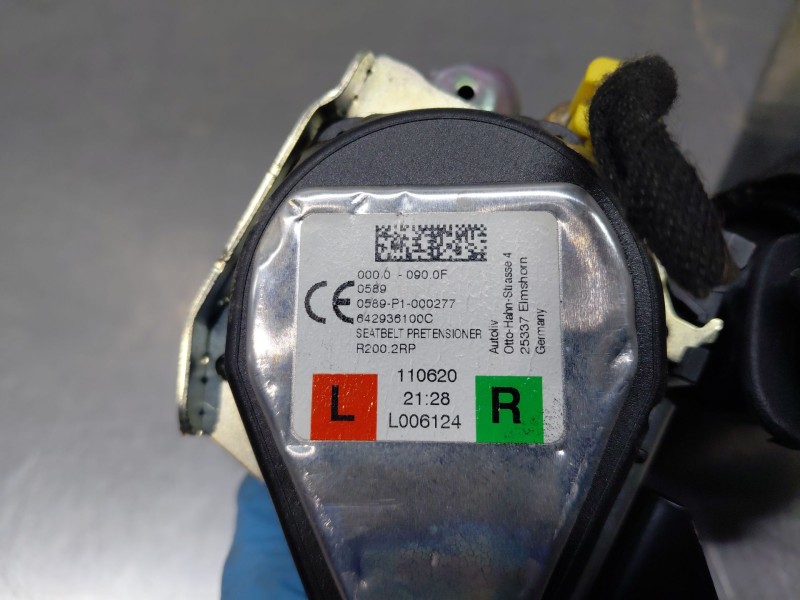 000.0 - 090.0F
0589
0589-P1-000277
642936100C
SEATBELT PRETENSIONER
R200.2RP
CE
Autoliv
Otto-Hahn-Strasse 4
25337 Elmshorn
Germany
L
110620
21:28
L006124
R